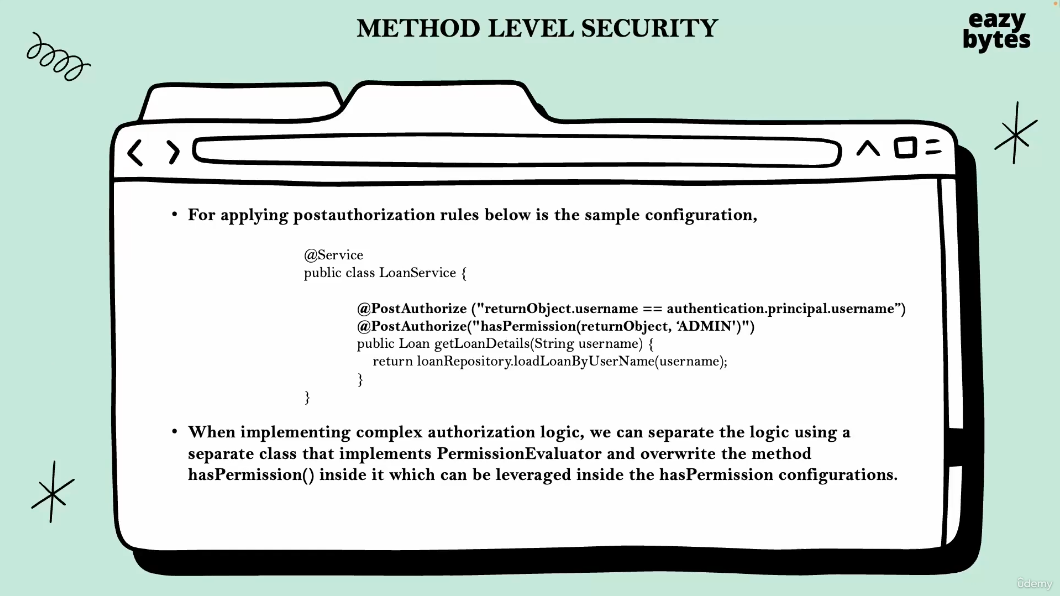 METHOD LEVEL SECURITY
eazy
bytes
• For applying postauthorization rules below is the sample configuration,
@Service
public class LoanService {
@PostAuthorize ("returnObject.username == authentication.principal.username”)
@PostAuthorize("hasPermission(returnObject, ‘ADMIN')")
public Loan getLoanDetails(String username) {
return loanRepository.loadLoanByUserName(username);
}
}
• When implementing complex authorization logic, we can separate the logic using a
separate class that implements PermissionEvaluator and overwrite the method
hasPermission() inside it which can be leveraged inside the hasPermission configurations.
Udemy